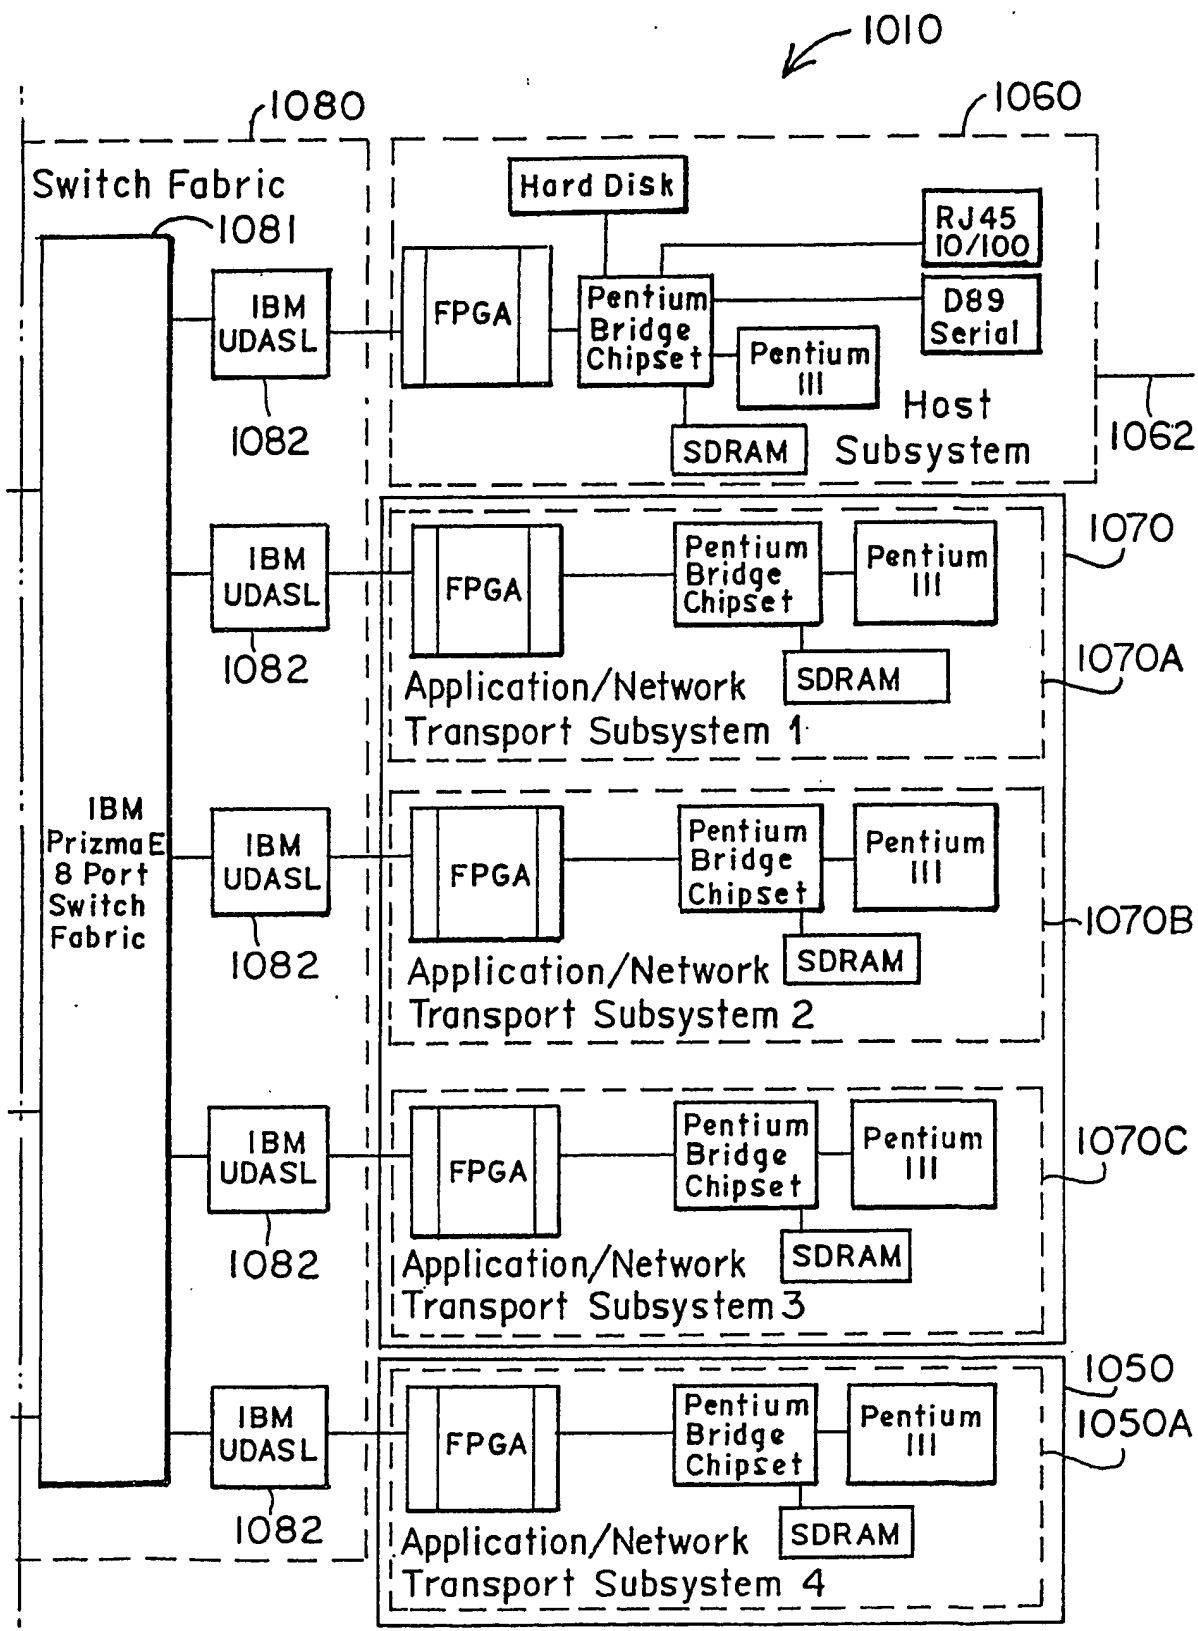 1010
1080
1060
Switch Fabric
1081
Hard Disk
RJ45
10/100
IBM
UDASL
FPGA
Pentium
Bridge
Chipset
D89
Serial
Pentium
III
SDRAM
Host
Subsystem
1082
1062
IBM
UDASL
FPGA
Pentium
Bridge
Chipset
Pentium
III
1070
1082
SDRAM
1070A
Application/Network
Transport Subsystem 1
IBM
PrizmaE
8 Port
Switch
Fabric
IBM
UDASL
FPGA
Pentium
Bridge
Chipset
Pentium
III
1070B
1082
SDRAM
Application/Network
Transport Subsystem 2
IBM
UDASL
FPGA
Pentium
Bridge
Chipset
Pentium
III
1070C
1082
SDRAM
Application/Network
Transport Subsystem 3
IBM
UDASL
FPGA
Pentium
Bridge
Chipset
Pentium
III
1050
1050A
1082
SDRAM
Application/Network
Transport Subsystem 4